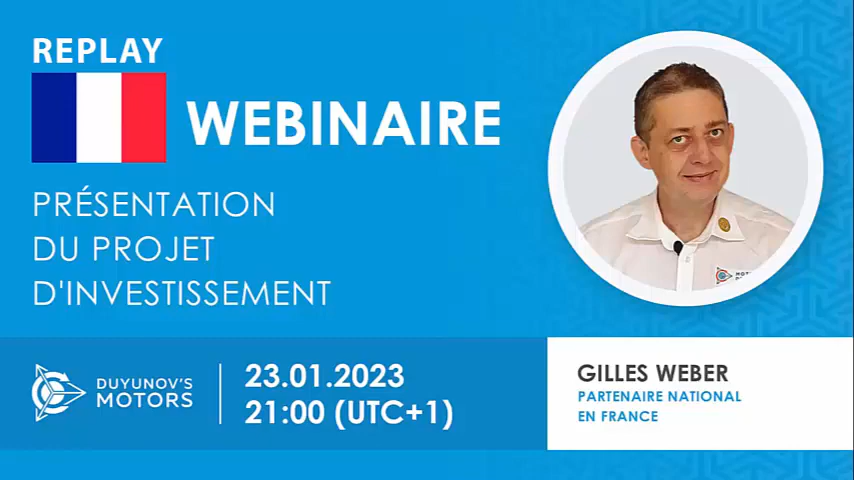 REPLAY
WEBINAIRE
PRÉSENTATION
DU PROJET
D'INVESTISSEMENT
DUYUNOV'S
MOTORS
23.01.2023
21:00 (UTC+1)
GILLES WEBER
PARTENAIRE NATIONAL
EN FRANCE